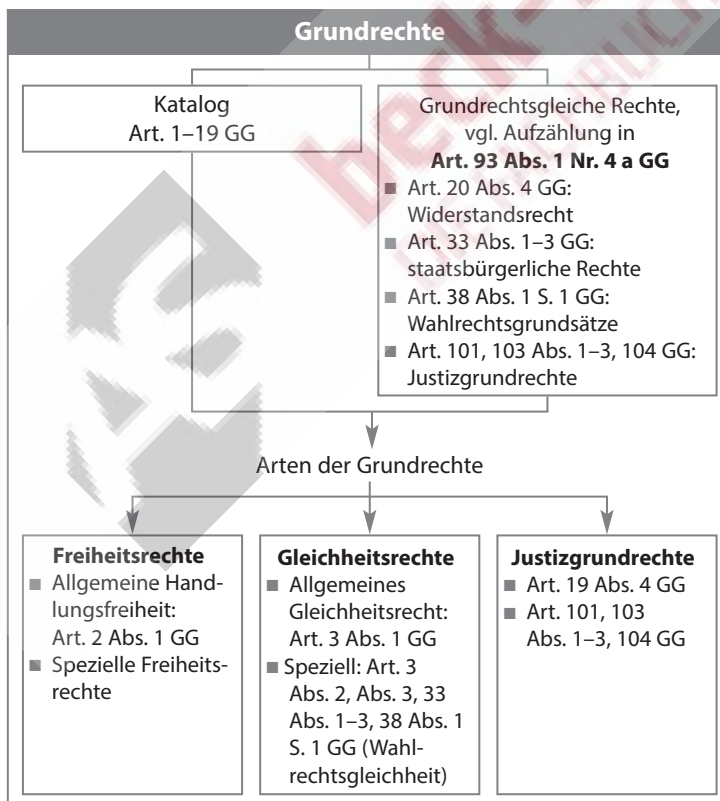 Grundrechte
Katalog
Art. 1–19 GG
Grundrechtsgleiche Rechte,
vgl. Aufzählung in
Art. 93 Abs. 1 Nr. 4 a GG
■ Art. 20 Abs. 4 GG:
Widerstandsrecht
■ Art. 33 Abs. 1–3 GG:
staatsbürgerliche Rechte
■ Art. 38 Abs. 1 S. 1 GG:
Wahlrechtsgrundsätze
■ Art. 101, 103 Abs. 1–3, 104 GG:
Justizgrundrechte
Arten der Grundrechte
Freiheitsrechte
■ Allgemeine Hand-
lungsfreiheit:
Art. 2 Abs. 1 GG
■ Spezielle Freiheits-
rechte
Gleichheitsrechte
■ Allgemeines
Gleichheitsrecht:
Art. 3 Abs. 1 GG
■ Speziell: Art. 3
Abs. 2, Abs. 3, 33
Abs. 1–3, 38 Abs. 1
S. 1 GG (Wahl-
rechtsgleichheit)
Justizgrundrechte
■ Art. 19 Abs. 4 GG
■ Art. 101, 103
Abs. 1–3, 104 GG